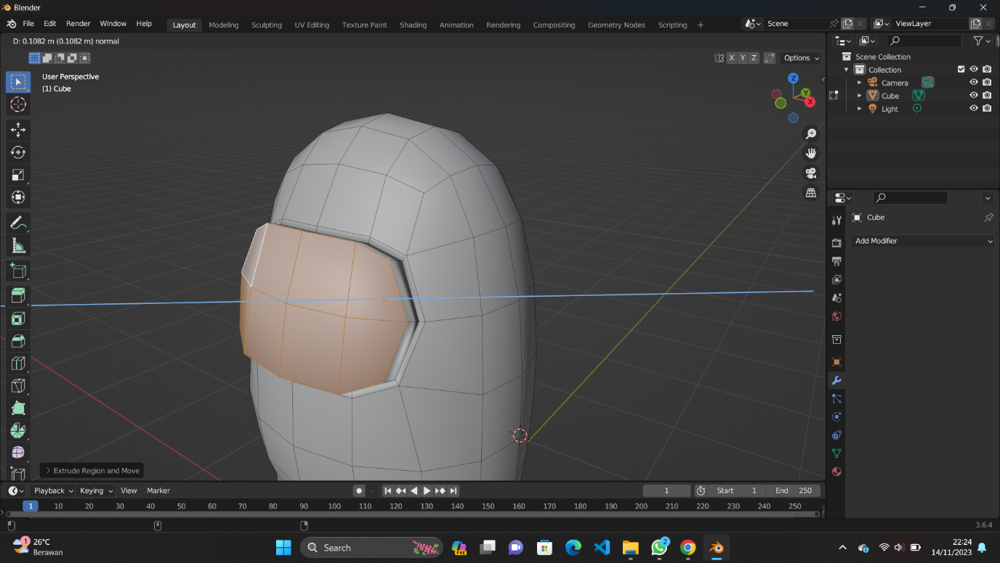 Blender
File Edit Render Window Help
Layout Modeling Sculpting UV Editing Texture Paint Shading Animation Rendering Compositing Geometry Nodes Scripting +
Scene
ViewLayer
D: 0.1082 m (0.1082 m) normal
X Y Z
Options
User Perspective
(1) Cube
Z
Y
X
Scene Collection
Collection
Camera
Cube
Light
Cube
Add Modifier
Extrude Region and Move
Playback Keying View Marker
1
Start 1
End 250
1 10 20 30 40 50 60 70 80 90 100 110 120 130 140 150 160 170 180 190 200 210 220 230 240 250
3.6.4
1
26°C
Berawan
Search
PRE
2
22:24
14/11/2023